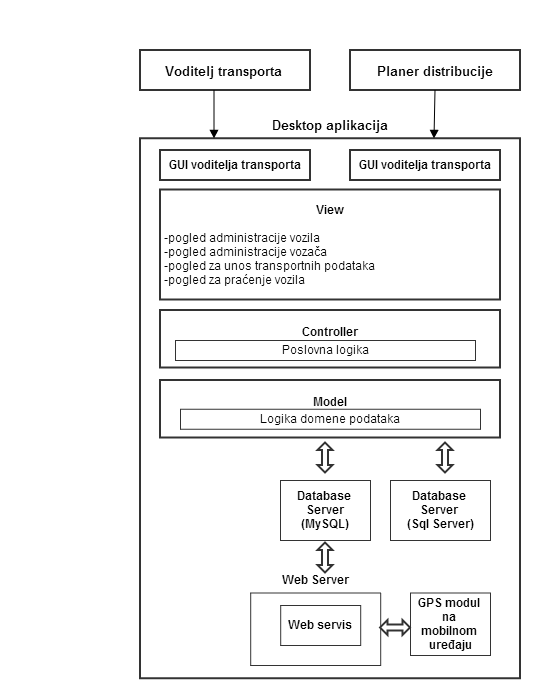 Voditelj transporta
Planer distribucije
Desktop aplikacija
GUI voditelja transporta
GUI voditelja transporta
View
-pogled administracije vozila
-pogled administracije vozača
-pogled za unos transportnih podataka
-pogled za praćenje vozila
Controller
Poslovna logika
Model
Logika domene podataka
Database
Server
(MySQL)
Database
Server
(Sql Server)
Web Server
Web servis
GPS modul
na
mobilnom
uređaju